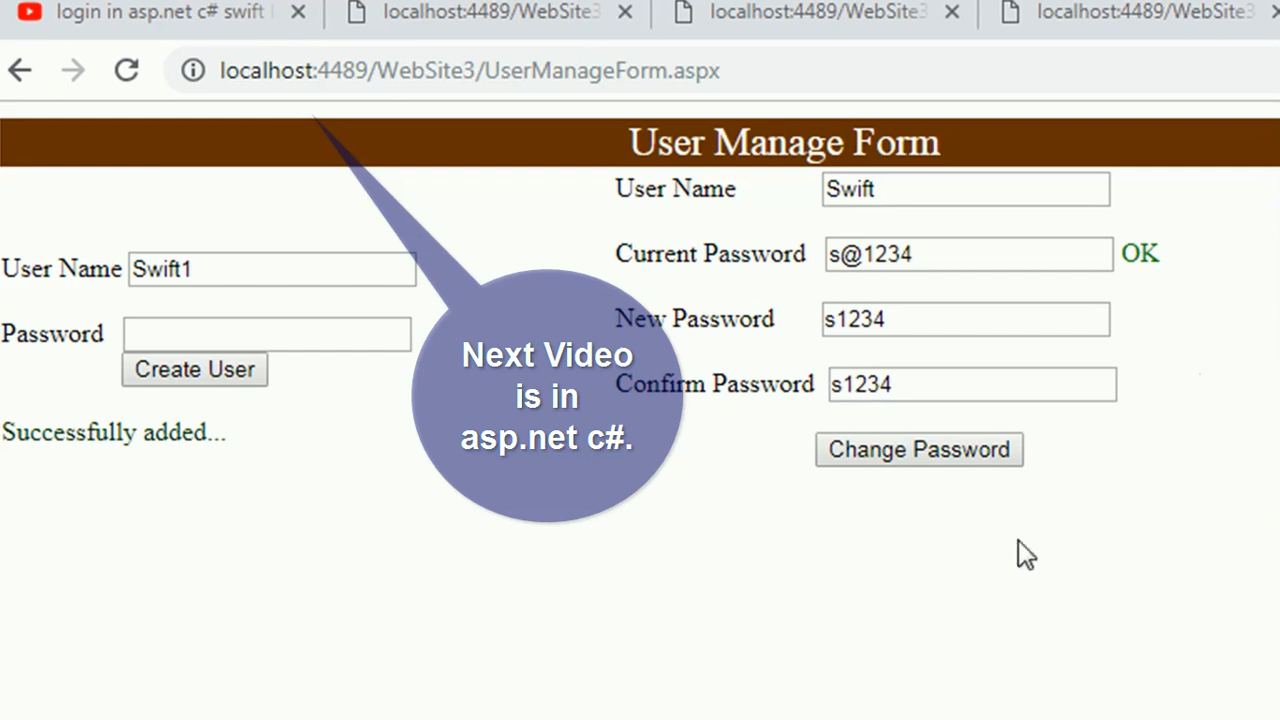 login in asp.net c# swift
localhost:4489/WebSite3
localhost:4489/WebSite3
localhost:4489/WebSite3
localhost:4489/WebSite3/UserManageForm.aspx
User Manage Form
User Name Swift1
Password
Create User
Successfully added...
User Name Swift
Current Password s@1234 OK
New Password s1234
Confirm Password s1234
Change Password
Next Video
is in
asp.net c#.